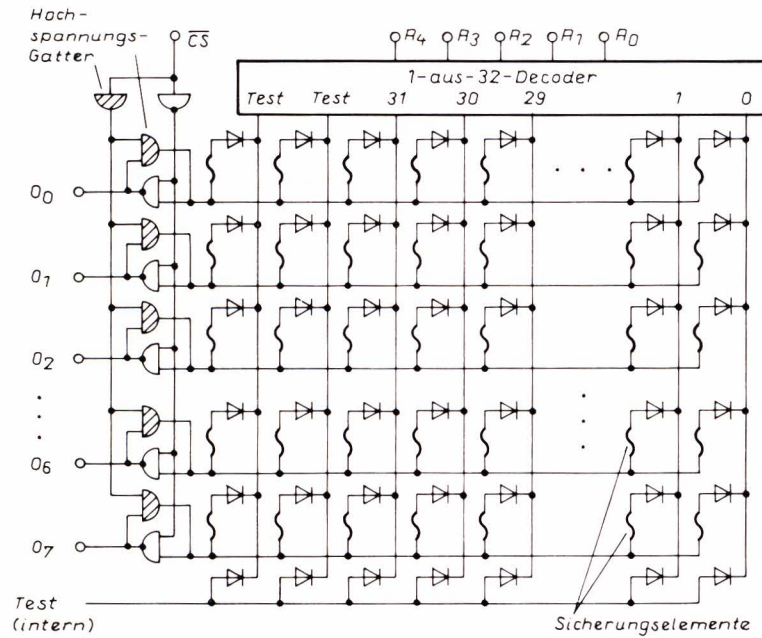 Hoch-
spannungs-
Gatter
CS
A4 A3 A2 A1 A0
1-aus-32-Decoder
Test Test 31 30 29 1 0
O0
O1
O2
O6
O7
Test
(intern)
Sicherungselemente